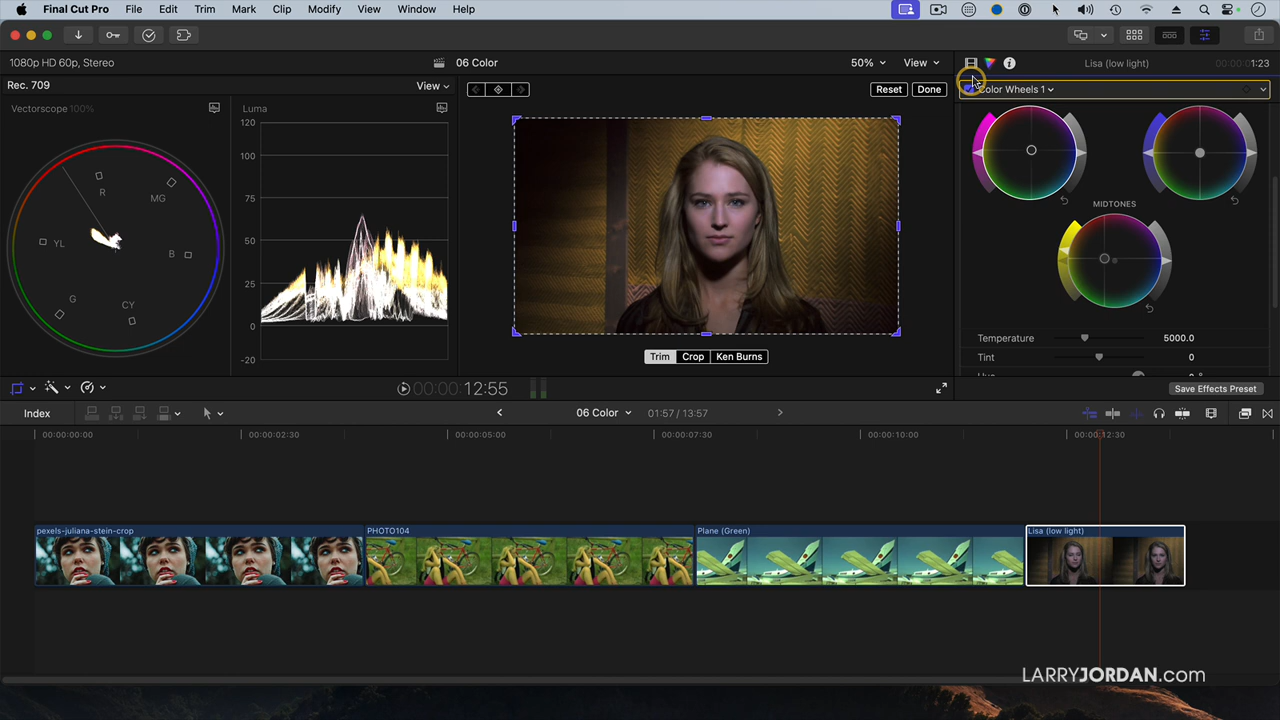 Final Cut Pro File Edit Trim Mark Clip Modify View Window Help
1080p HD 60p, Stereo
06 Color
50%
View
Lisa (low light)
00:00:01:23
Rec. 709
View
Reset
Done
Color Wheels 1
Vectorscope 100%
Luma
120
100
75
50
25
0
-20
R
MG
YL
B
G
CY
MIDTONES
Temperature 5000.0
Tint 0
Trim
Crop
Ken Burns
00:00:12:55
Save Effects Preset
Index
06 Color
01:57 / 13:57
00:00:00:00
00:00:02:30
00:00:05:00
00:00:07:30
00:00:10:00
00:00:12:30
pexels-juliana-stein-crop
PHOTO104
Plane (Green)
Lisa (low light)
LARRYJORDAN.com